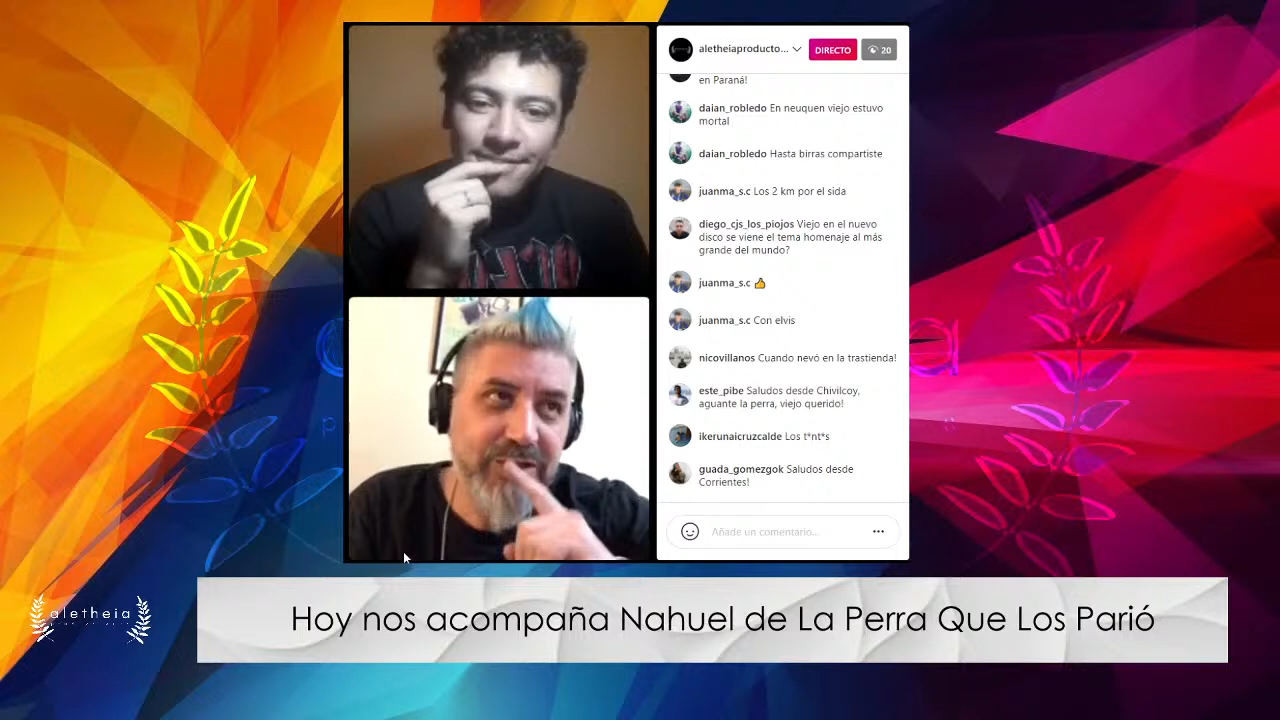 aletheiaproducto...
DIRECTO
20
en Paraná!
daian_robledo En neuquen viejo estuvo
mortal
daian_robledo Hasta birras compartiste
juanma_s.c Los 2 km por el sida
diego_cjs_los_piojos Viejo en el nuevo
disco se viene el tema homenaje al más
grande del mundo?
juanma_s.c 👍
juanma_s.c Con elvis
nicovillanos Cuando nevó en la trastienda!
este_pibe Saludos desde Chivilcoy,
aguante la perra, viejo querido!
ikerunaicruzcalde Los t*nt*s
guada_gomezgok Saludos desde
Corrientes!
Añade un comentario...
aletheia
Hoy nos acompaña Nahuel de La Perra Que Los Parió